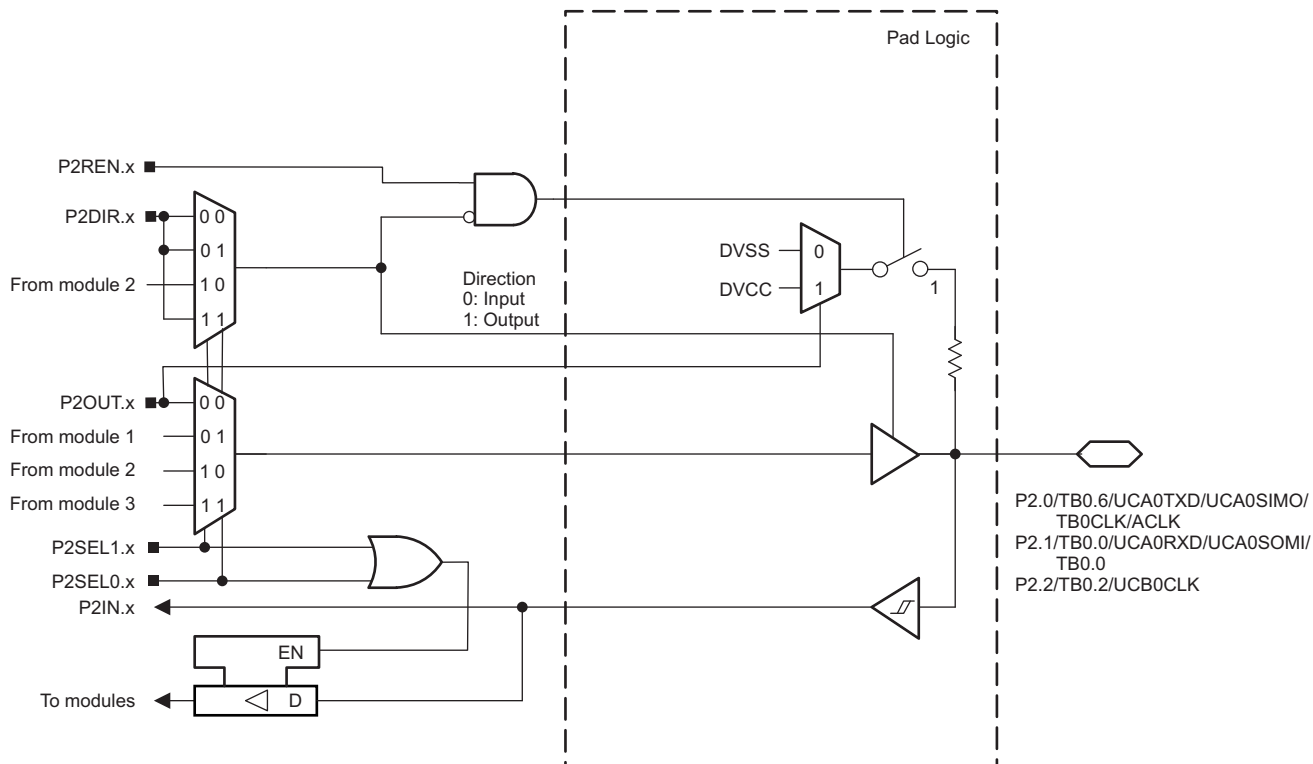 Pad Logic
P2REN.x
P2DIR.x
0 0
0 1
From module 2
1 0
1 1
Direction
0: Input
1: Output
DVSS
0
DVCC
1
1
P2OUT.x
0 0
From module 1
0 1
From module 2
1 0
From module 3
1 1
P2SEL1.x
P2SEL0.x
P2IN.x
EN
To modules
D
P2.0/TB0.6/UCA0TXD/UCA0SIMO/
TB0CLK/ACLK
P2.1/TB0.0/UCA0RXD/UCA0SOMI/
TB0.0
P2.2/TB0.2/UCB0CLK